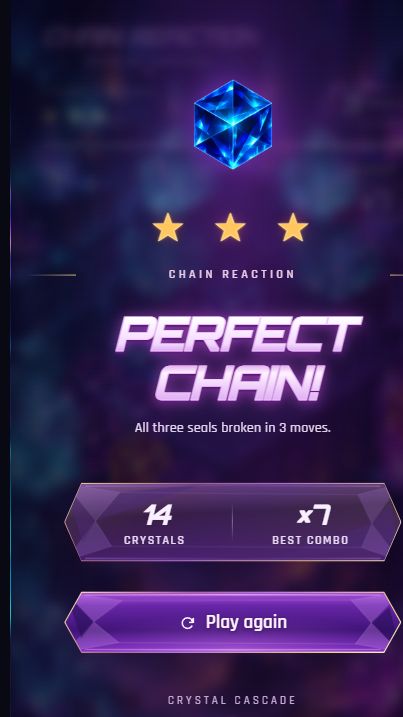 CHAIN REACTION
PERFECT
CHAIN!
All three seals broken in 3 moves.
14 x7
CRYSTALS BEST COMBO
Play again
CRYSTAL CASCADE